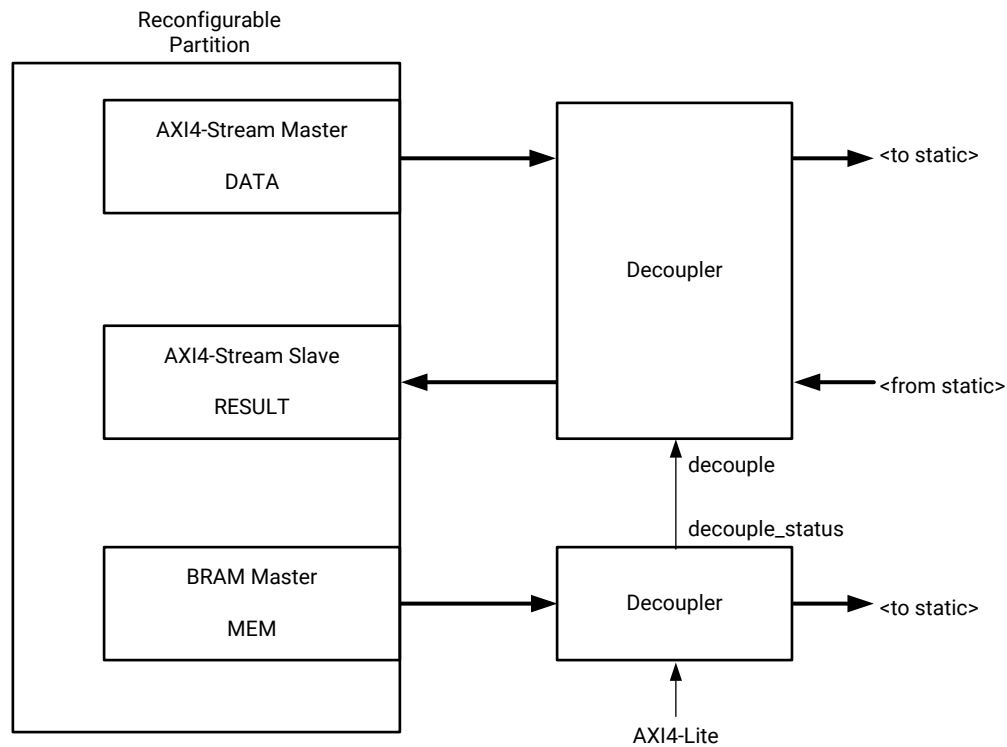 Reconfigurable
Partition
AXI4-Stream Master
DATA
<to static>
Decoupler
AXI4-Stream Slave
RESULT
<from static>
decouple
decouple_status
BRAM Master
MEM
Decoupler
<to static>
AXI4-Lite